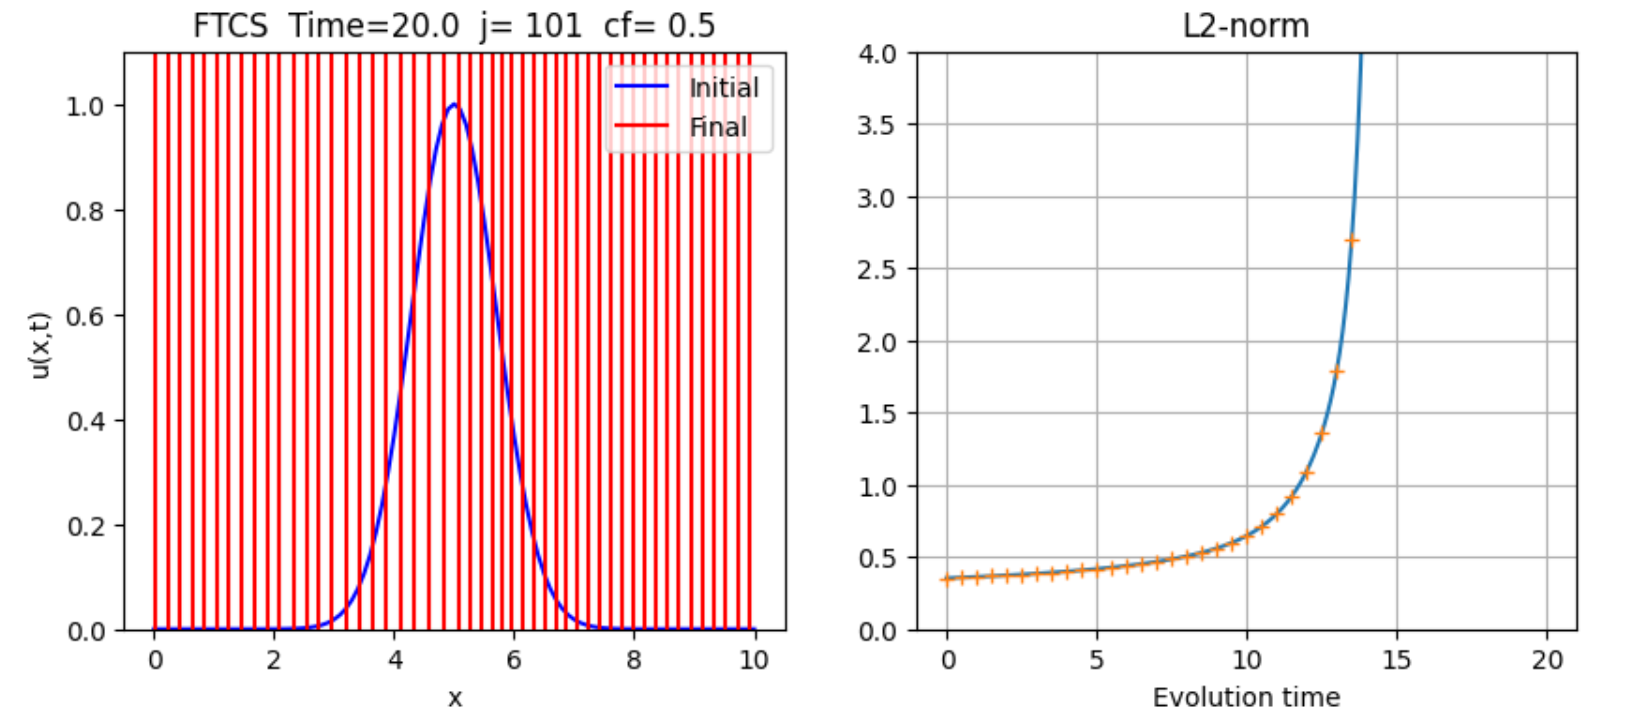 FTCS Time=20.0 j= 101 cf= 0.5
1.0
0.8
0.6
0.4
0.2
0.0
u(x,t)
Initial
Final
0 2 4 6 8 10
x
L2-norm
4.0
3.5
3.0
2.5
2.0
1.5
1.0
0.5
0.0
0 5 10 15 20
Evolution time